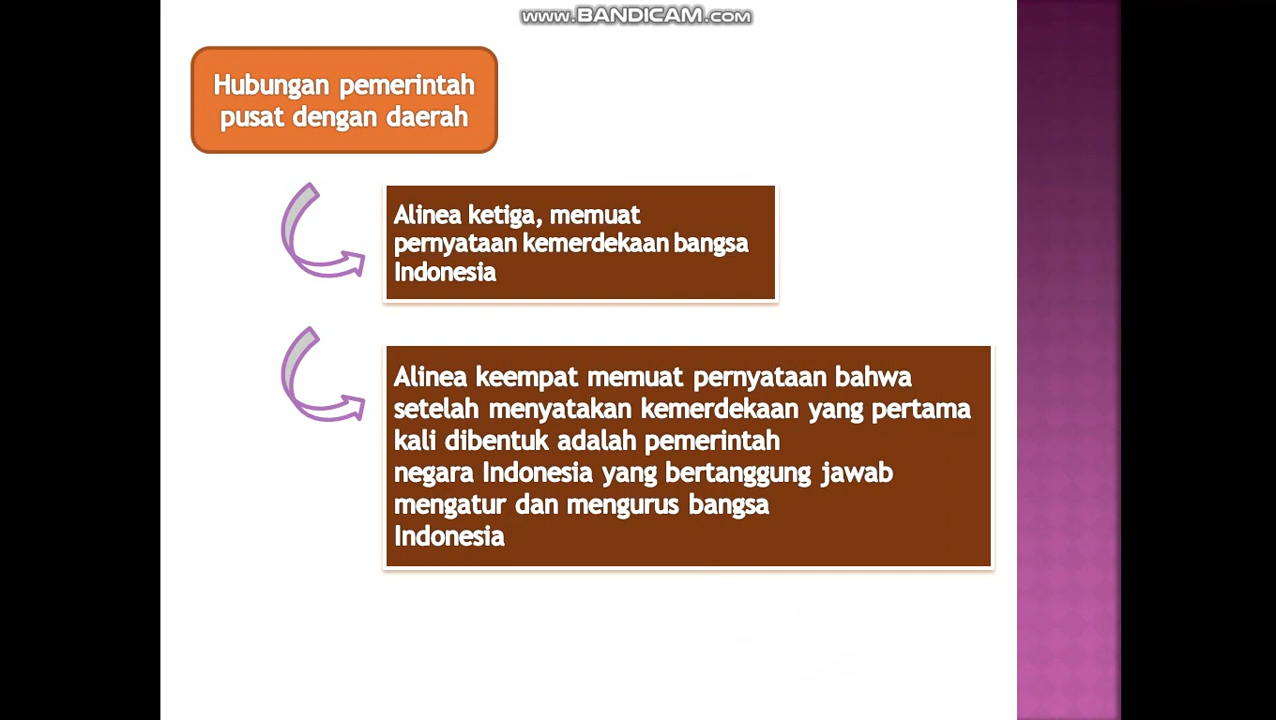 www.BANDICAM.com
Hubungan pemerintah
pusat dengan daerah
Alinea ketiga, memuat
pernyataan kemerdekaan bangsa
Indonesia
Alinea keempat memuat pernyataan bahwa
setelah menyatakan kemerdekaan yang pertama
kali dibentuk adalah pemerintah
negara Indonesia yang bertanggung jawab
mengatur dan mengurus bangsa
Indonesia